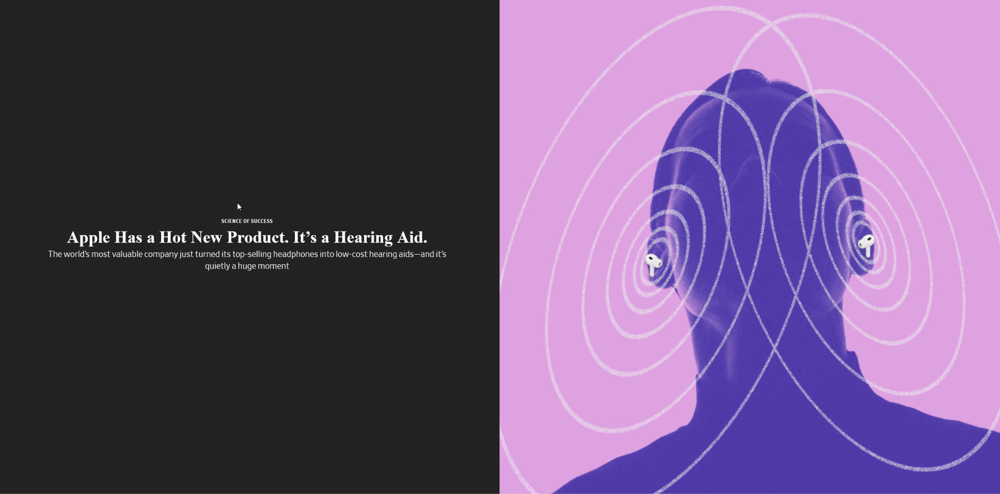 SCIENCE OF SUCCESS
Apple Has a Hot New Product. It’s a Hearing Aid.
The world’s most valuable company just turned its top-selling headphones into low-cost hearing aids—and it’s
quietly a huge moment